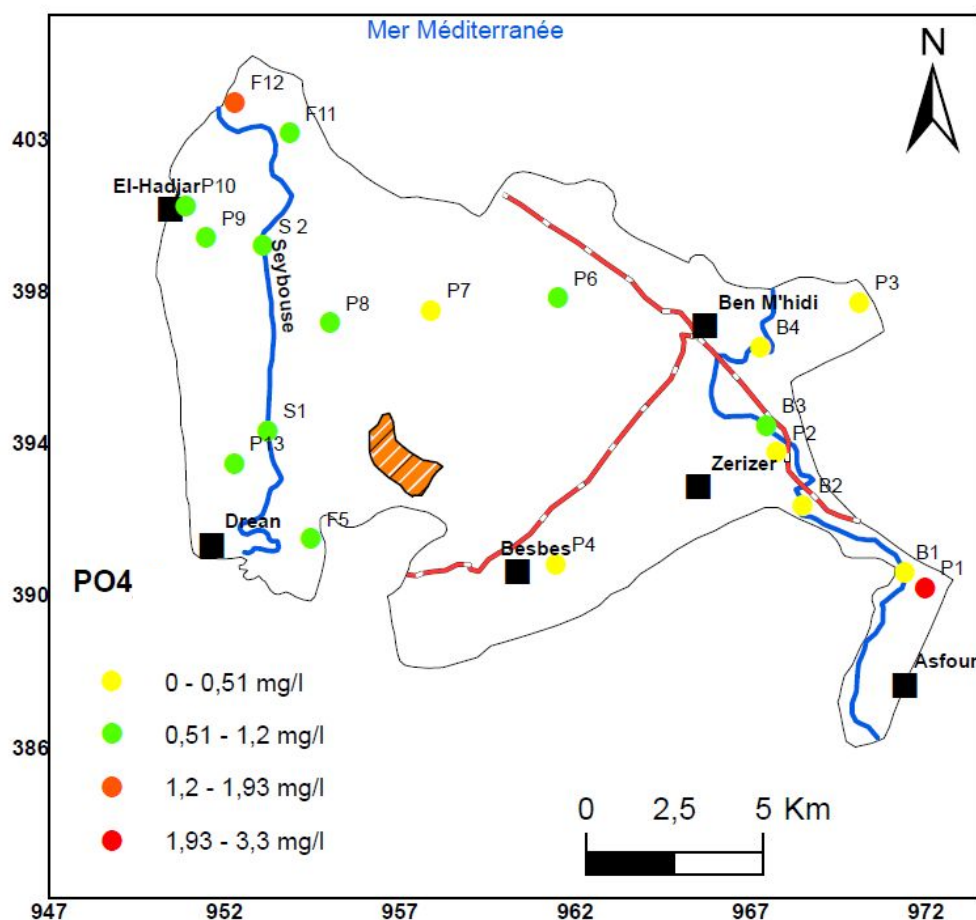 Mer Méditerranée
N
F12
F11
403
El-Hadjar
P10
P9
S 2
Seybouse
398
P8
P7
P6
P3
Ben M'hidi
B4
S1
B3
394
P13
P2
Zerizer
B2
Drean
F5
Besbes
P4
B1
P1
PO4
390
Asfour
0 - 0,51 mg/l
0,51 - 1,2 mg/l
386
1,2 - 1,93 mg/l
0 2,5 5 Km
1,93 - 3,3 mg/l
947 952 957 962 967 972